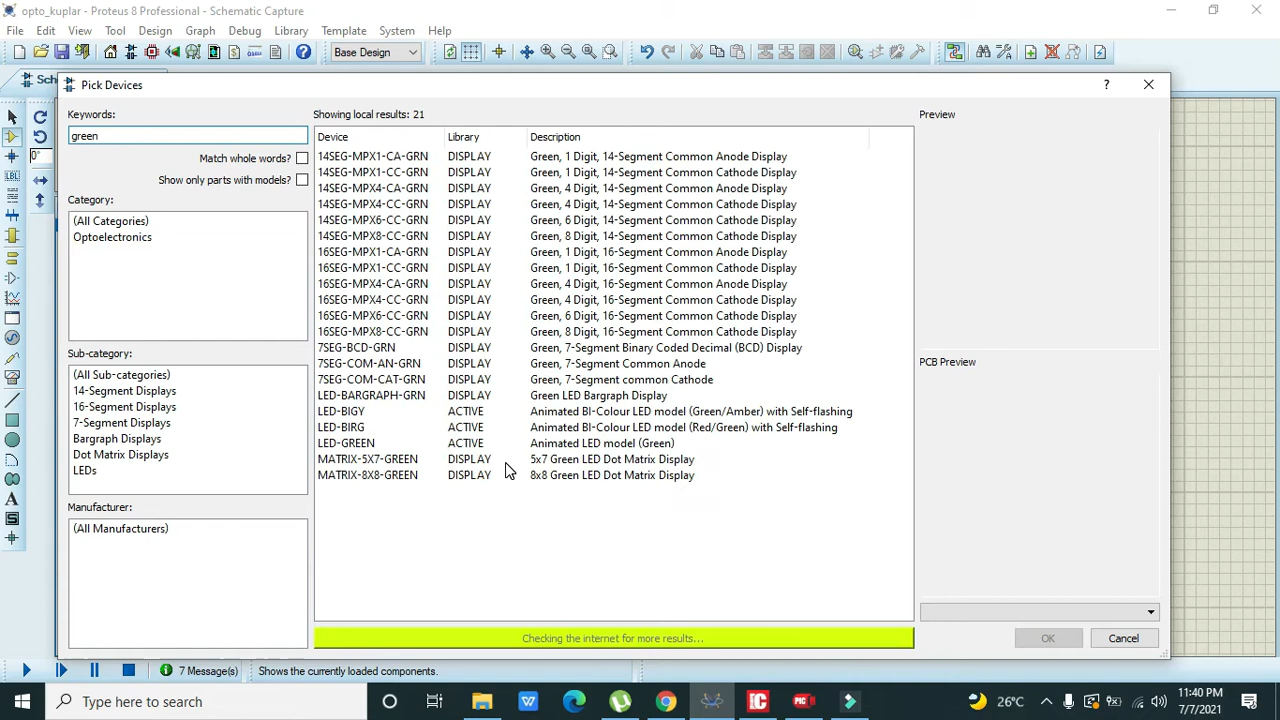 opto_kuplar - Proteus 8 Professional - Schematic Capture
File Edit View Tool Design Graph Debug Library Template System Help
Base Design
Sch
Pick Devices
?
Keywords:
green
Match whole words?
Show only parts with models?
Category:
(All Categories)
Optoelectronics
Sub-category:
(All Sub-categories)
14-Segment Displays
16-Segment Displays
7-Segment Displays
Bargraph Displays
Dot Matrix Displays
LEDs
Manufacturer:
(All Manufacturers)
Showing local results: 21
Device Library Description
14SEG-MPX1-CA-GRN DISPLAY Green, 1 Digit, 14-Segment Common Anode Display
14SEG-MPX1-CC-GRN DISPLAY Green, 1 Digit, 14-Segment Common Cathode Display
14SEG-MPX4-CA-GRN DISPLAY Green, 4 Digit, 14-Segment Common Anode Display
14SEG-MPX4-CC-GRN DISPLAY Green, 4 Digit, 14-Segment Common Cathode Display
14SEG-MPX6-CC-GRN DISPLAY Green, 6 Digit, 14-Segment Common Cathode Display
14SEG-MPX8-CC-GRN DISPLAY Green, 8 Digit, 14-Segment Common Cathode Display
16SEG-MPX1-CA-GRN DISPLAY Green, 1 Digit, 16-Segment Common Anode Display
16SEG-MPX1-CC-GRN DISPLAY Green, 1 Digit, 16-Segment Common Cathode Display
16SEG-MPX4-CA-GRN DISPLAY Green, 4 Digit, 16-Segment Common Anode Display
16SEG-MPX4-CC-GRN DISPLAY Green, 4 Digit, 16-Segment Common Cathode Display
16SEG-MPX6-CC-GRN DISPLAY Green, 6 Digit, 16-Segment Common Cathode Display
16SEG-MPX8-CC-GRN DISPLAY Green, 8 Digit, 16-Segment Common Cathode Display
7SEG-BCD-GRN DISPLAY Green, 7-Segment Binary Coded Decimal (BCD) Display
7SEG-COM-AN-GRN DISPLAY Green, 7-Segment Common Anode
7SEG-COM-CAT-GRN DISPLAY Green, 7-Segment common Cathode
LED-BARGRAPH-GRN DISPLAY Green LED Bargraph Display
LED-BIGY ACTIVE Animated BI-Colour LED model (Green/Amber) with Self-flashing
LED-BIRG ACTIVE Animated BI-Colour LED model (Red/Green) with Self-flashing
LED-GREEN ACTIVE Animated LED model (Green)
MATRIX-5X7-GREEN DISPLAY 5x7 Green LED Dot Matrix Display
MATRIX-8X8-GREEN DISPLAY 8x8 Green LED Dot Matrix Display
Checking the internet for more results...
Preview
PCB Preview
OK Cancel
0°
LBL
7 Message(s) Shows the currently loaded components.
Type here to search
26°C
11:40 PM
7/7/2021